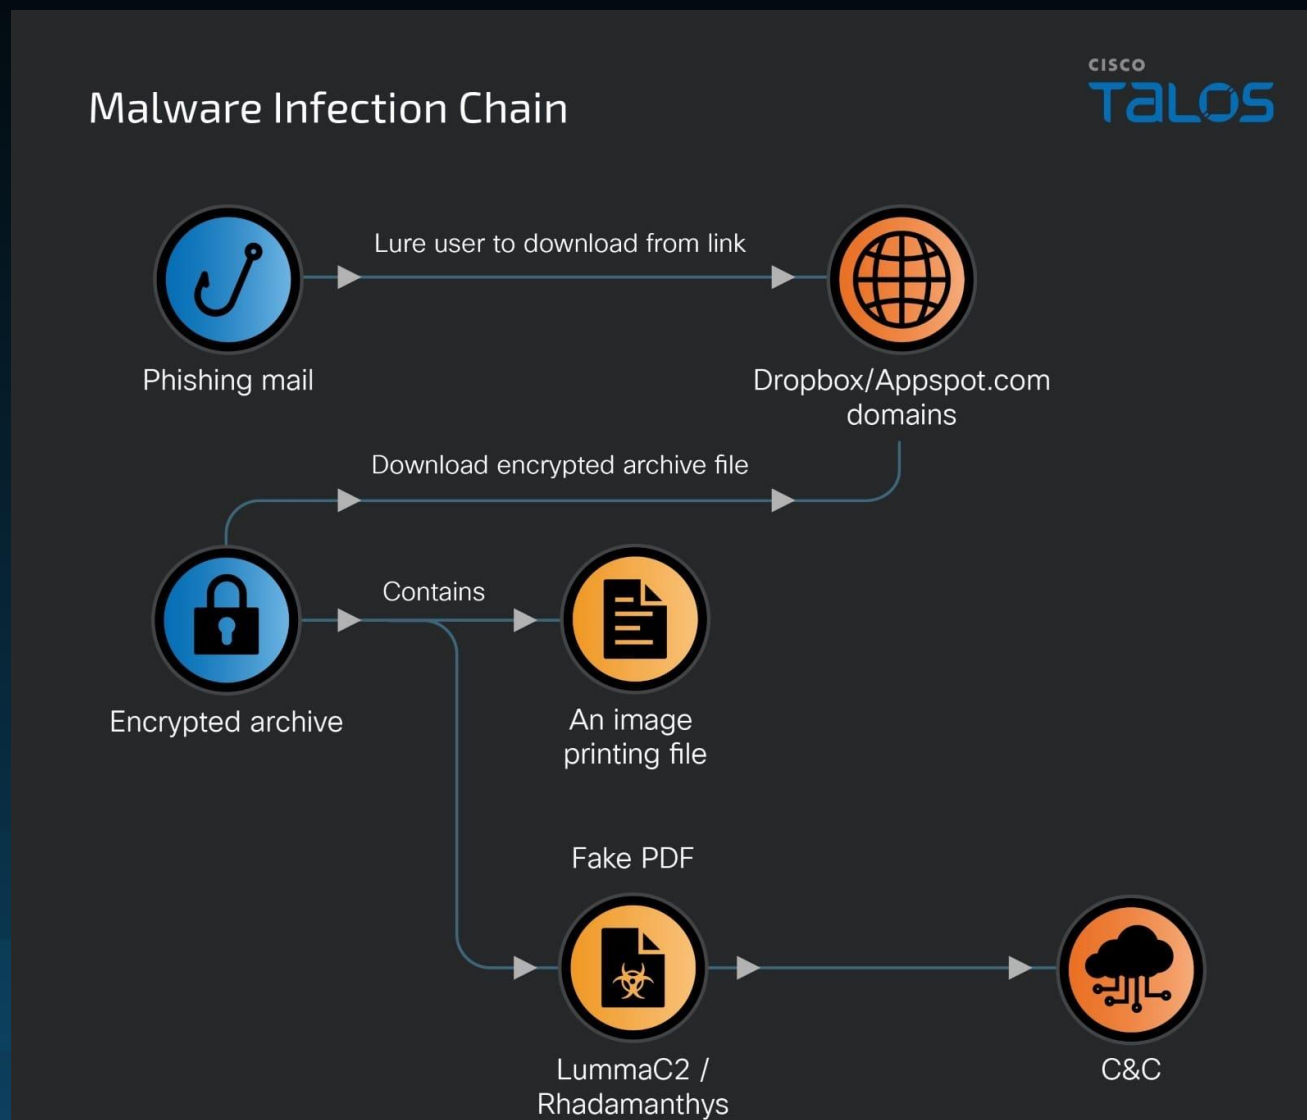 CISCO
TALOS
Malware Infection Chain
Lure user to download from link
Phishing mail
Dropbox/Appspot.com
domains
Download encrypted archive file
Contains
Encrypted archive
An image
printing file
Fake PDF
LummaC2 /
Rhadamanthys
C&C